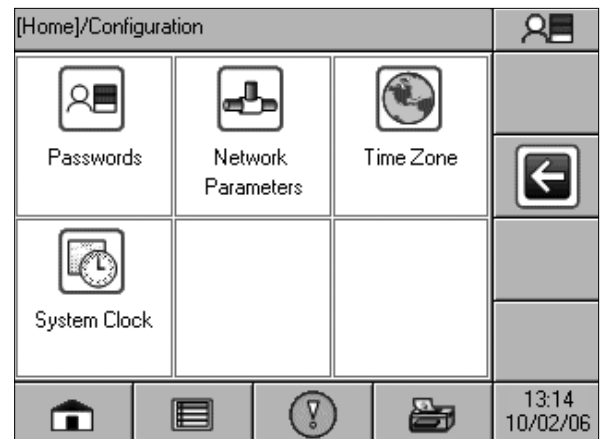 [Home]/Configuration
Passwords
Network
Parameters
Time Zone
System Clock
13:14
10/02/06